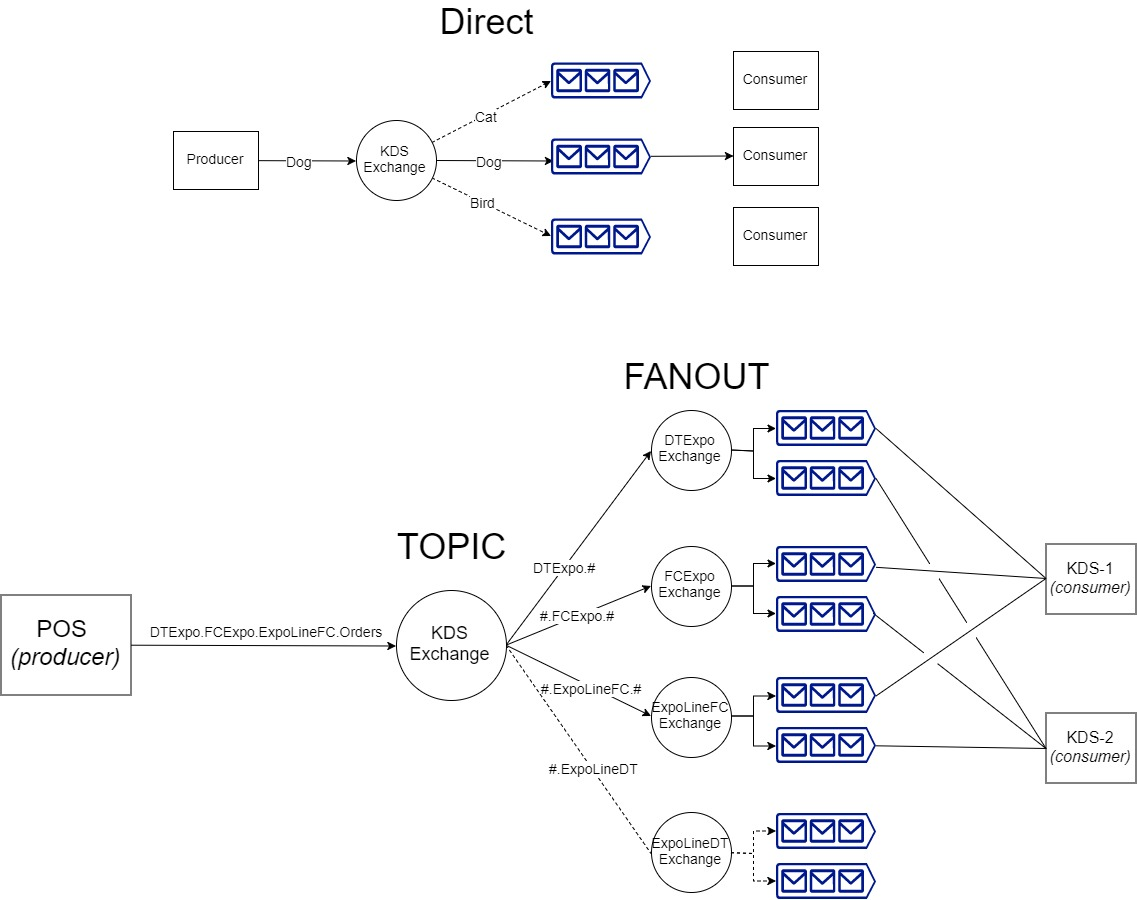 Direct
Consumer
Cat
Producer
Dog
KDS
Exchange
Dog
Consumer
Bird
Consumer
FANOUT
DTExpo
Exchange
TOPIC
DTExpo.#
FCExpo
Exchange
KDS-1
(consumer)
#.FCExpo.#
POS
(producer)
DTExpo.FCExpo.ExpoLineFC.Orders
KDS
Exchange
#.ExpoLineFC.#
ExpoLineFC
Exchange
KDS-2
(consumer)
#.ExpoLineDT
ExpoLineDT
Exchange